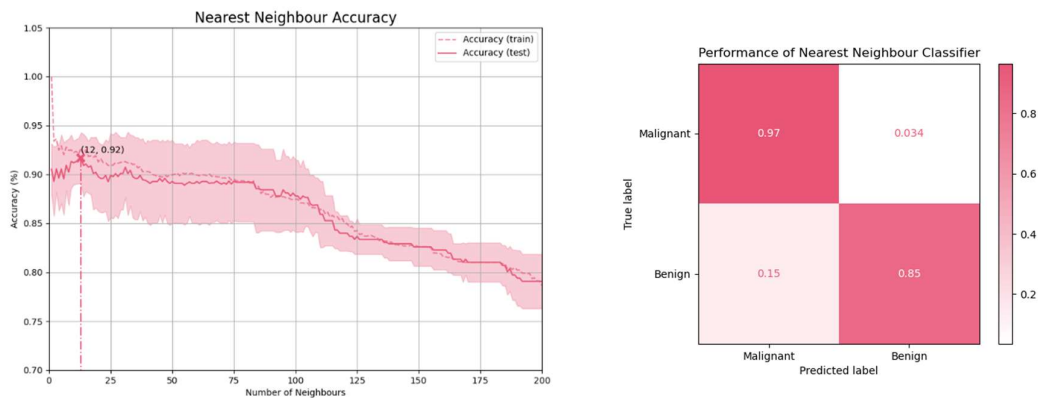 Nearest Neighbour Accuracy
1.05
1.00
0.95
0.90
0.85
0.80
0.75
0.70
Accuracy (%)
Accuracy (train)
Accuracy (test)
(12, 0.92)
0
25
50
75
100
125
150
175
200
Number of Neighbours
Performance of Nearest Neighbour Classifier
True label
Malignant
0.97
0.034
Benign
0.15
0.85
Malignant
Benign
Predicted label
0.8
0.6
0.4
0.2